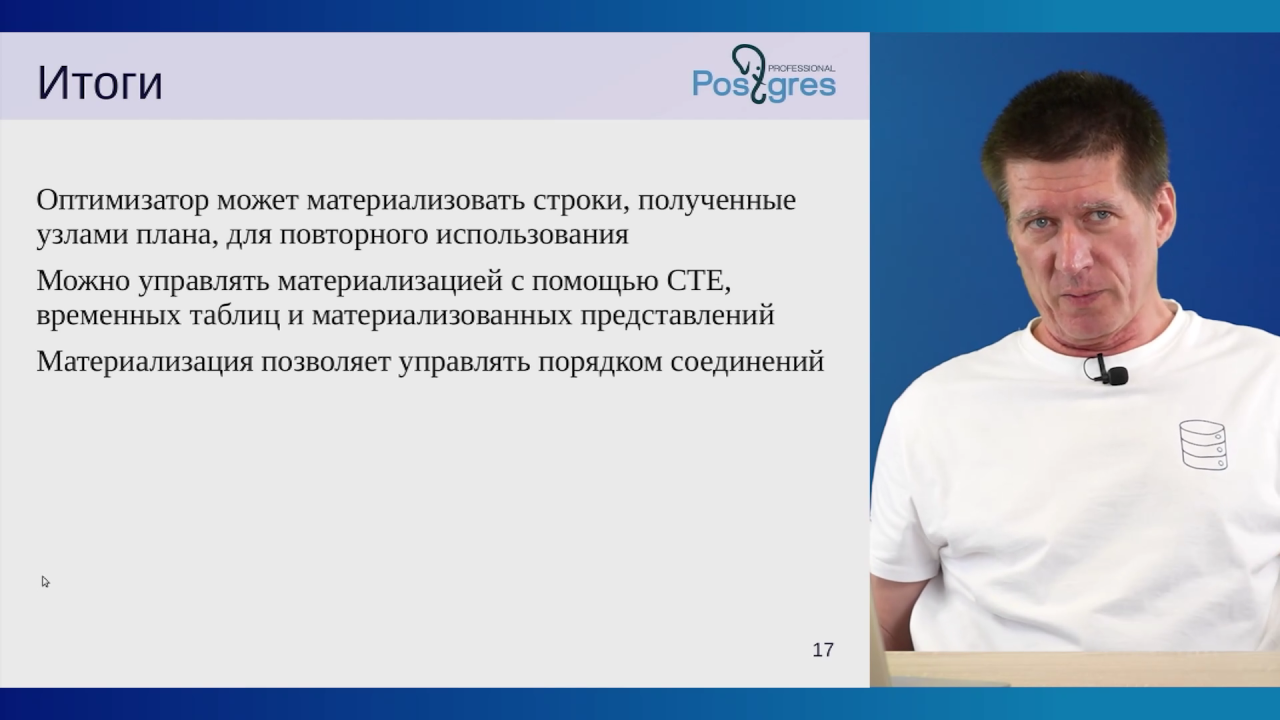 Итоги
PROFESSIONAL
Postgres
Оптимизатор может материализовать строки, полученные
узлами плана, для повторного использования
Можно управлять материализацией с помощью CTE,
временных таблиц и материализованных представлений
Материализация позволяет управлять порядком соединений
17